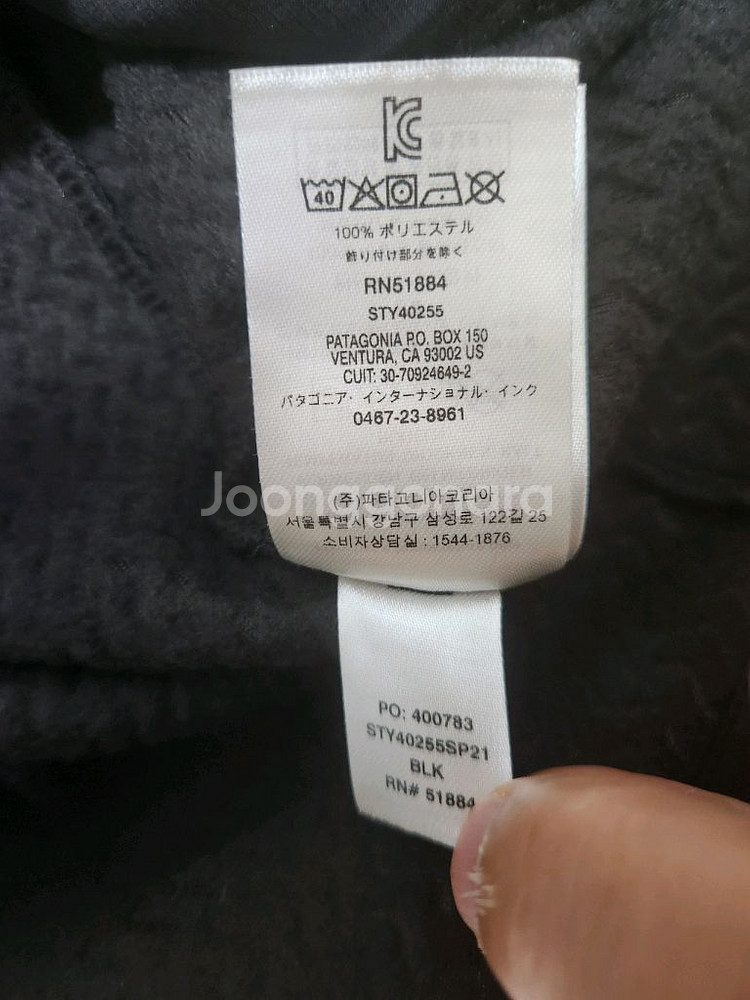 40
100% ポリエステル
飾り付け部分を除く
RN51884
STY40255
PATAGONIA P.O. BOX 150
VENTURA, CA 93002 US
CUIT: 30-70924649-2
パタゴニア・インターナショナル・インク
0467-23-8961
Joonggonara
(주)파타고니아코리아
서울특별시 강남구 삼성로 122길 25
소비자상담실 : 1544-1876
PO: 400783
STY40255SP21
BLK
RN# 51884